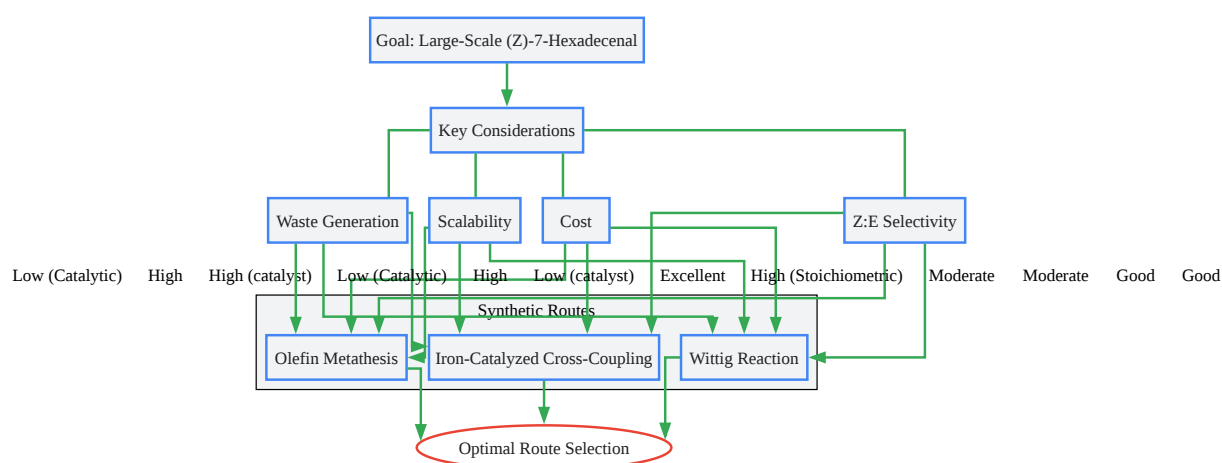 Goal: Large-Scale (Z)-7-Hexadecenal
Key Considerations
Waste Generation
Scalability
Cost
Z:E Selectivity
Low (Catalytic)
High
High (catalyst)
Low (Catalytic)
High
Low (catalyst)
Excellent
High (Stoichiometric)
Moderate
Moderate
Good
Good
Synthetic Routes
Olefin Metathesis
Iron-Catalyzed Cross-Coupling
Wittig Reaction
Optimal Route Selection